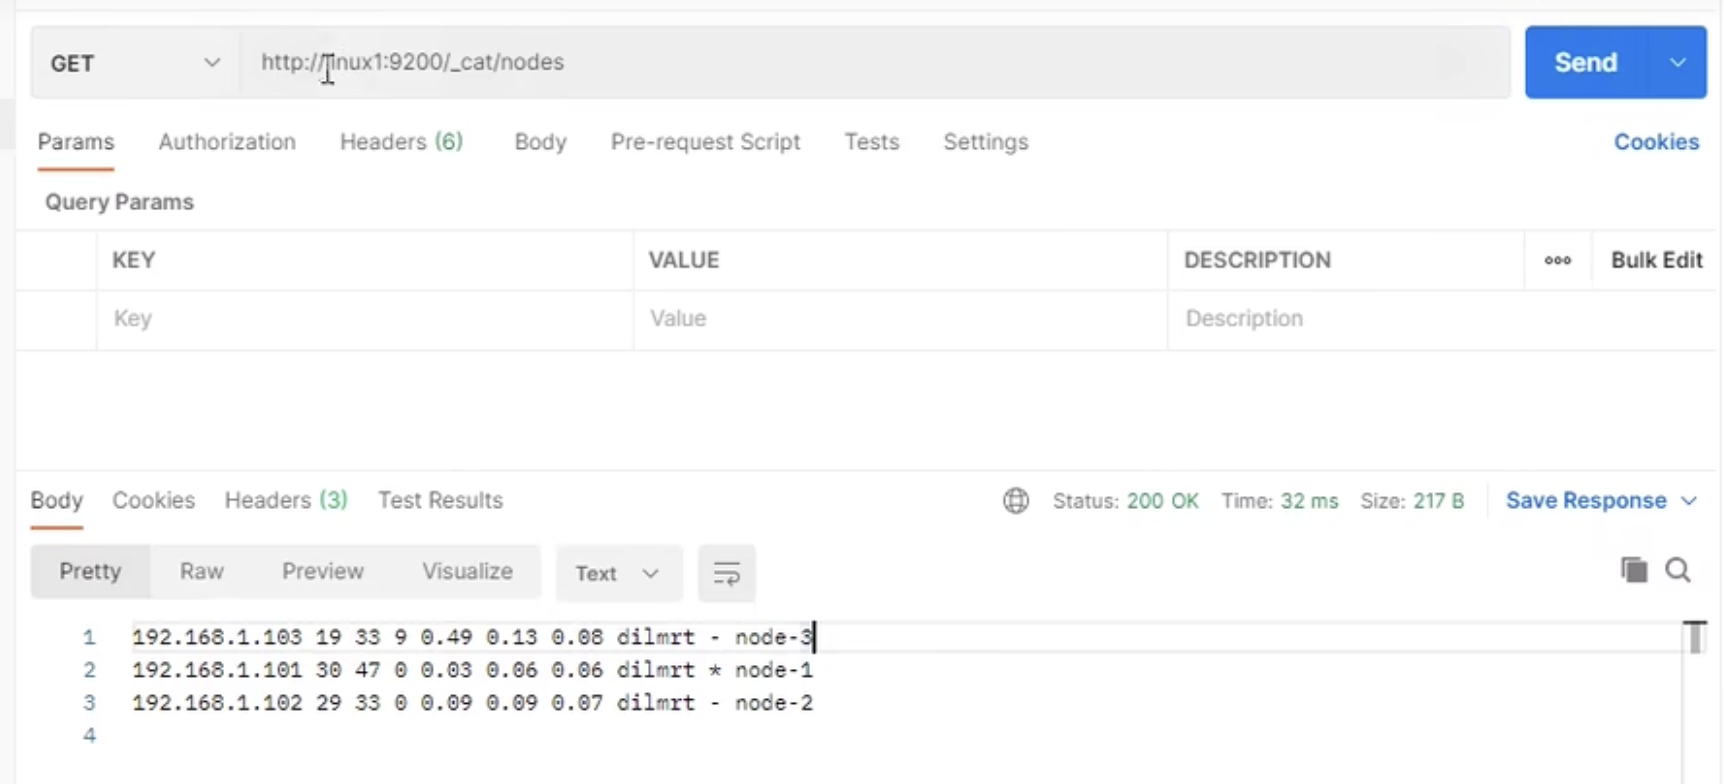 GET http://linux1:9200/_cat/nodes Send
Params Authorization Headers (6) Body Pre-request Script Tests Settings Cookies
Query Params
KEY VALUE DESCRIPTION ooo Bulk Edit
Key Value Description
Body Cookies Headers (3) Test Results Status: 200 OK Time: 32 ms Size: 217 B Save Response
Pretty Raw Preview Visualize Text
1 192.168.1.103 19 33 9 0.49 0.13 0.08 dilmrt - node-3
2 192.168.1.101 30 47 0 0.03 0.06 0.06 dilmrt * node-1
3 192.168.1.102 29 33 0 0.09 0.09 0.07 dilmrt - node-2
4